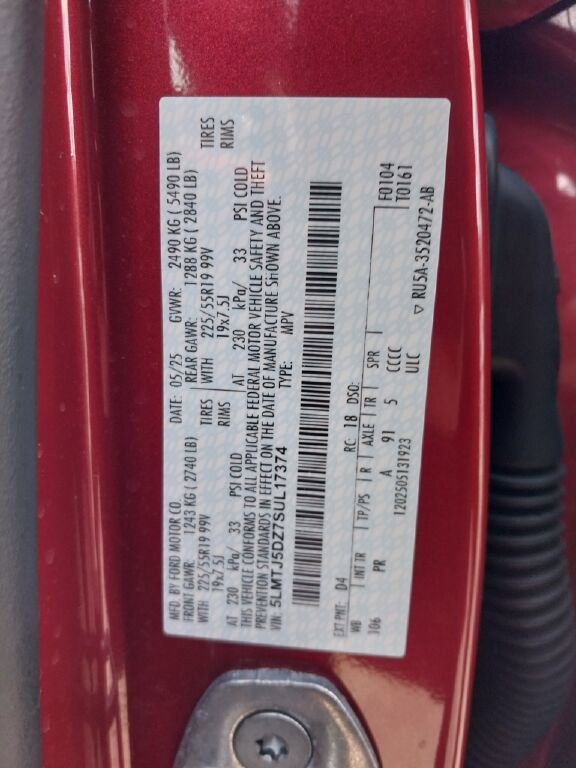 MFD. BY FORD MOTOR CO.
DATE: 05/25 GVWR: 2490 KG ( 5490 LB)
FRONT GAWR: 1243 KG ( 2740 LB) REAR GAWR: 1288 KG ( 2840 LB)
WITH 225/55R19 99V TIRES WITH 225/55R19 99V TIRES
19x7.5J RIMS 19x7.5J RIMS
AT 230 kPa/ 33 PSI COLD AT 230 kPa/ 33 PSI COLD
THIS VEHICLE CONFORMS TO ALL APPLICABLE FEDERAL MOTOR VEHICLE SAFETY AND THEFT
PREVENTION STANDARDS IN EFFECT ON THE DATE OF MANUFACTURE SHOWN ABOVE.
VIN: 5LMTJ5DZ7SUL17374 TYPE: MPV
EXT PNT: D4 RC: 18 DSO: F0104
T0161
WB INT TR TP/PS R AXLE TR SPR
106 PR A 91 5 CCCC
ULC
1202505131923
▽ RU5A-3520472-AB